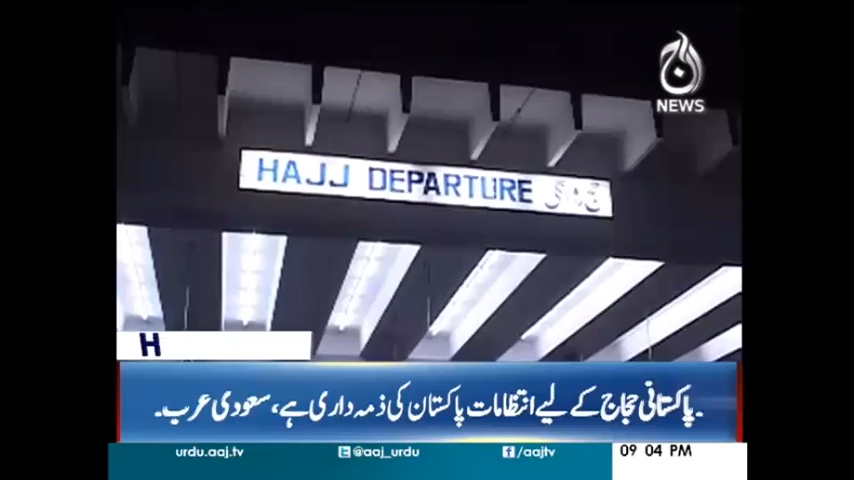 NEWS
HAJJ DEPARTURE
H
۔پاکستانی حجاج کے لیے انتظامات پاکستان کی ذمہ داری ہے، سعودی عرب۔
urdu.aaj.tv
@aaj_urdu
/aajtv
09 04 PM